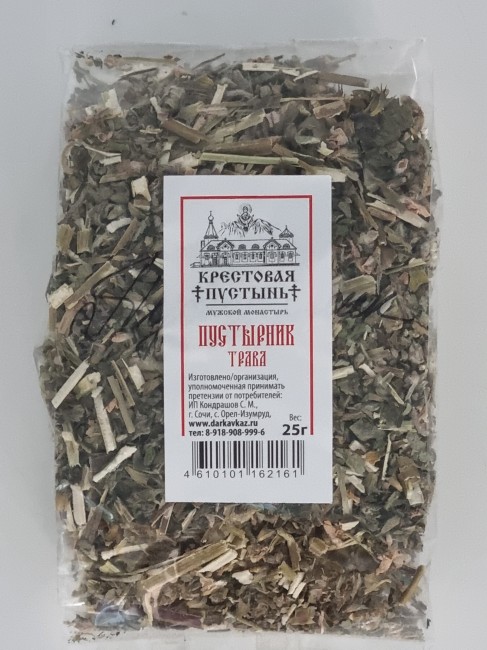 КРЕСТОВАЯ
ПУСТЫНЬ
МУЖСКОЙ МОНАСТЫРЬ
ПУСТЫРНИК
ТРАВА
Изготовлено/организация,
уполномоченная принимать
претензии от потребителей:
ИП Кондрашов С. М.,
г. Сочи, с. Орел-Изумруд,
www.darkavkaz.ru
тел: 8-918-908-999-6
Вес:
25г
4 610101 162161